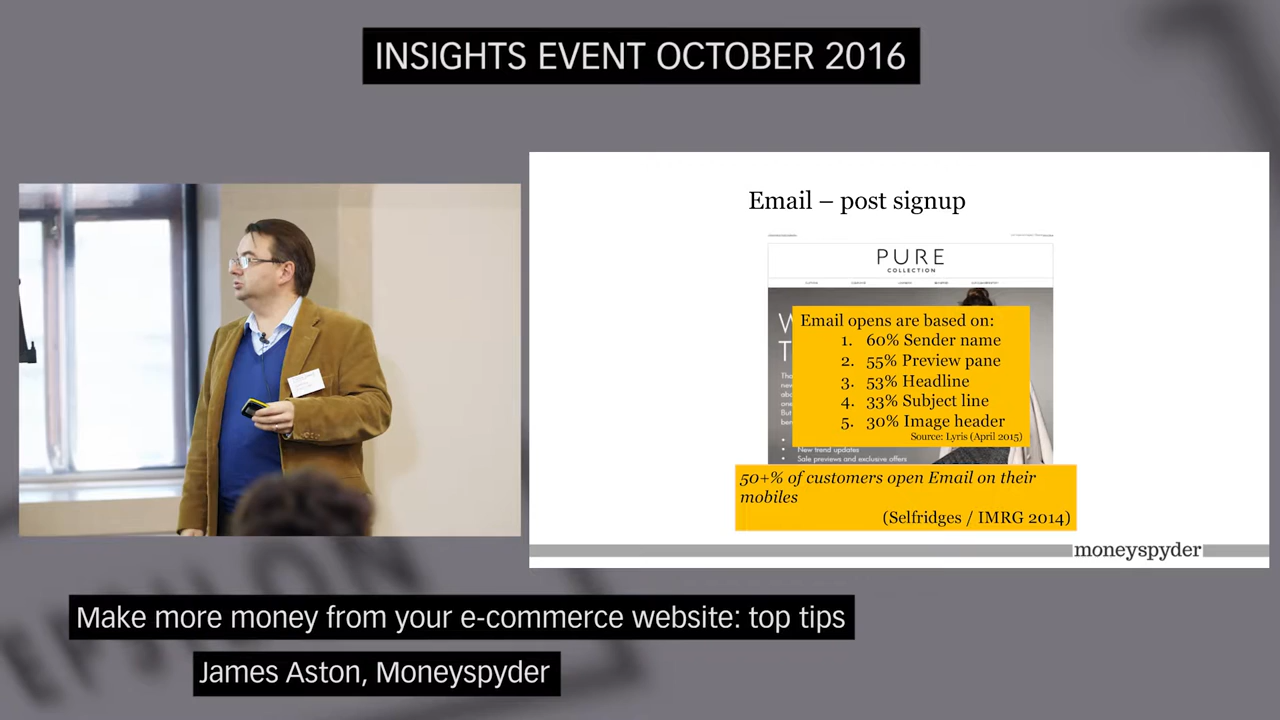 INSIGHTS EVENT OCTOBER 2016
Email – post signup
PURE
COLLECTION
Email opens are based on:
1. 60% Sender name
2. 55% Preview pane
3. 53% Headline
4. 33% Subject line
5. 30% Image header
Source: Lyris (April 2015)
New trend updates
Sale previews and exclusive offers
50+% of customers open Email on their
mobiles
(Selfridges / IMRG 2014)
moneyspyder
EPSILON
Make more money from your e-commerce website: top tips
James Aston, Moneyspyder